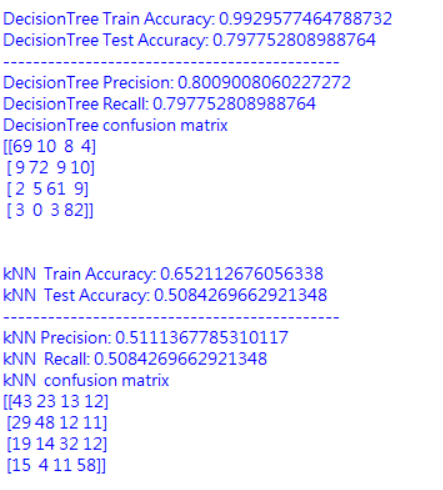 DecisionTree Train Accuracy: 0.9929577464788732
DecisionTree Test Accuracy: 0.797752808988764
----------------------------------------------
DecisionTree Precision: 0.8009008060227272
DecisionTree Recall: 0.797752808988764
DecisionTree confusion matrix
[[69 10 8 4]
[ 9 72 9 10]
[ 2 5 61 9]
[ 3 0 3 82]]
kNN Train Accuracy: 0.652112676056338
kNN Test Accuracy: 0.5084269662921348
----------------------------------------------
kNN Precision: 0.5111367785310117
kNN Recall: 0.5084269662921348
kNN confusion matrix
[[43 23 13 12]
[29 48 12 11]
[19 14 32 12]
[15 4 11 58]]